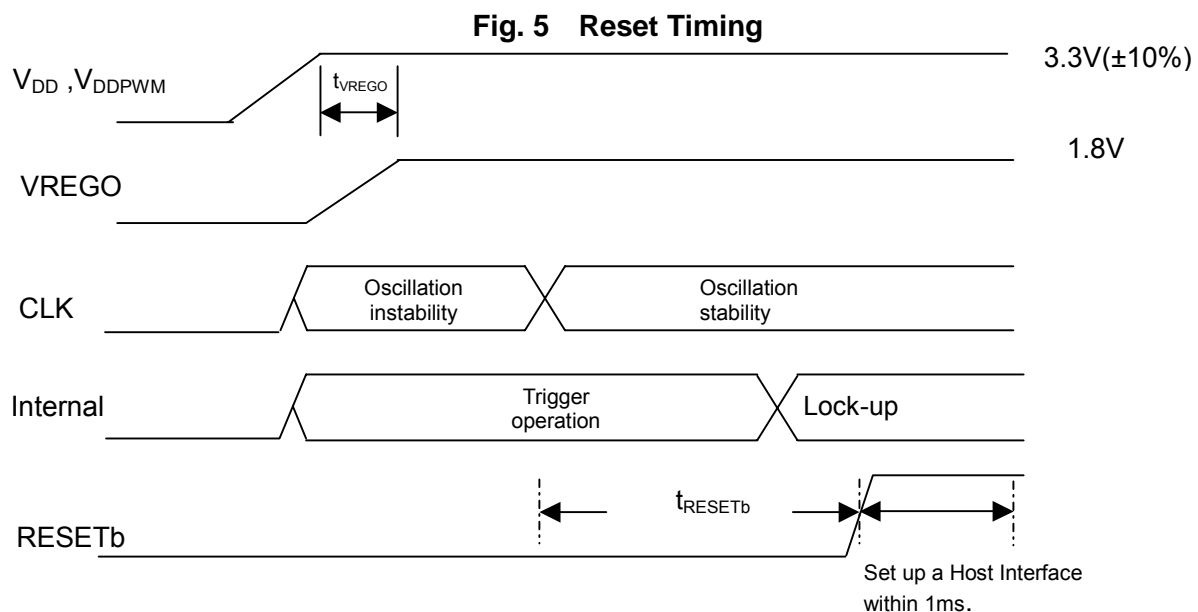 Fig. 5 Reset Timing
VDD ,VDDPWM
tVREGO
3.3V(±10%)
VREGO
1.8V
CLK
Oscillation
instability
Oscillation
stability
Internal
Trigger
operation
Lock-up
RESETb
tRESETb
Set up a Host Interface
within 1ms.